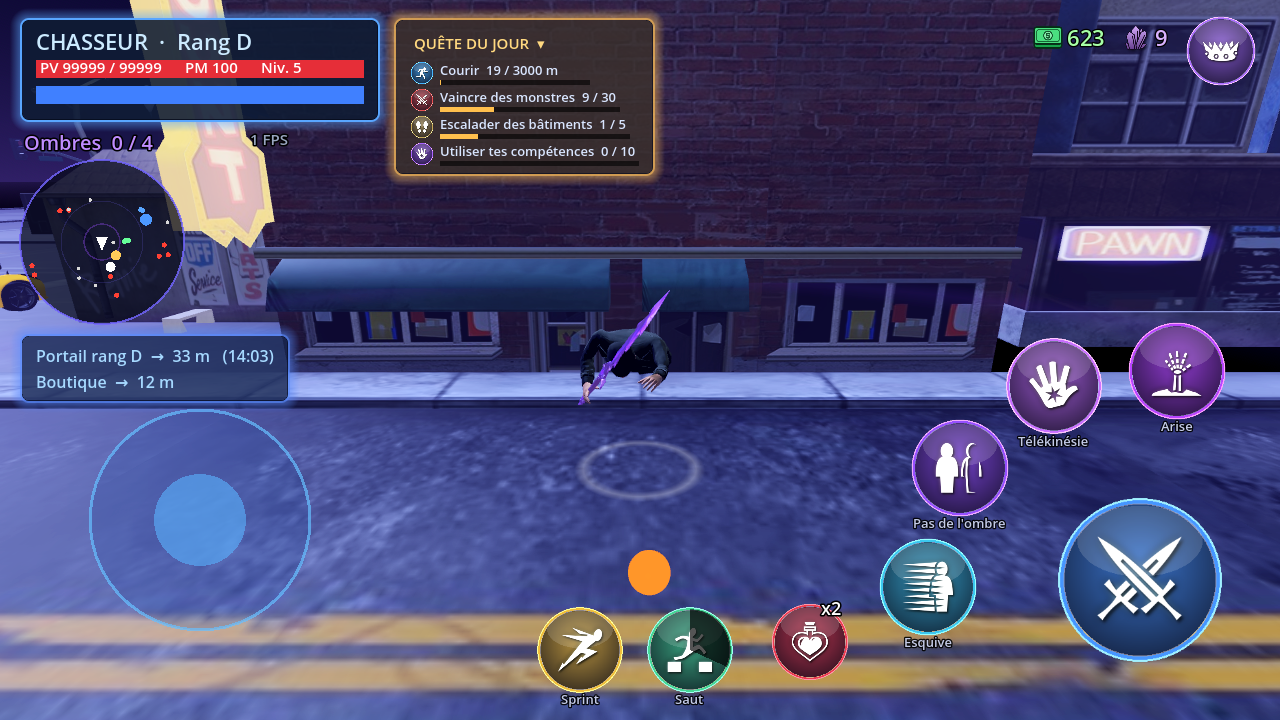 CHASSEUR · Rang D
PV 99999 / 99999 PM 100 Niv. 5
Ombres 0 / 4
1 FPS
QUÊTE DU JOUR ▼
Courir 19 / 3000 m
Vaincre des monstres 9 / 30
Escalader des bâtiments 1 / 5
Utiliser tes compétences 0 / 10
623
9
T
OFF
Service
PAWN
Portail rang D → 33 m (14:03)
Boutique → 12 m
Télékinésie
Arise
Pas de l'ombre
x2
Esquive
Sprint
Saut